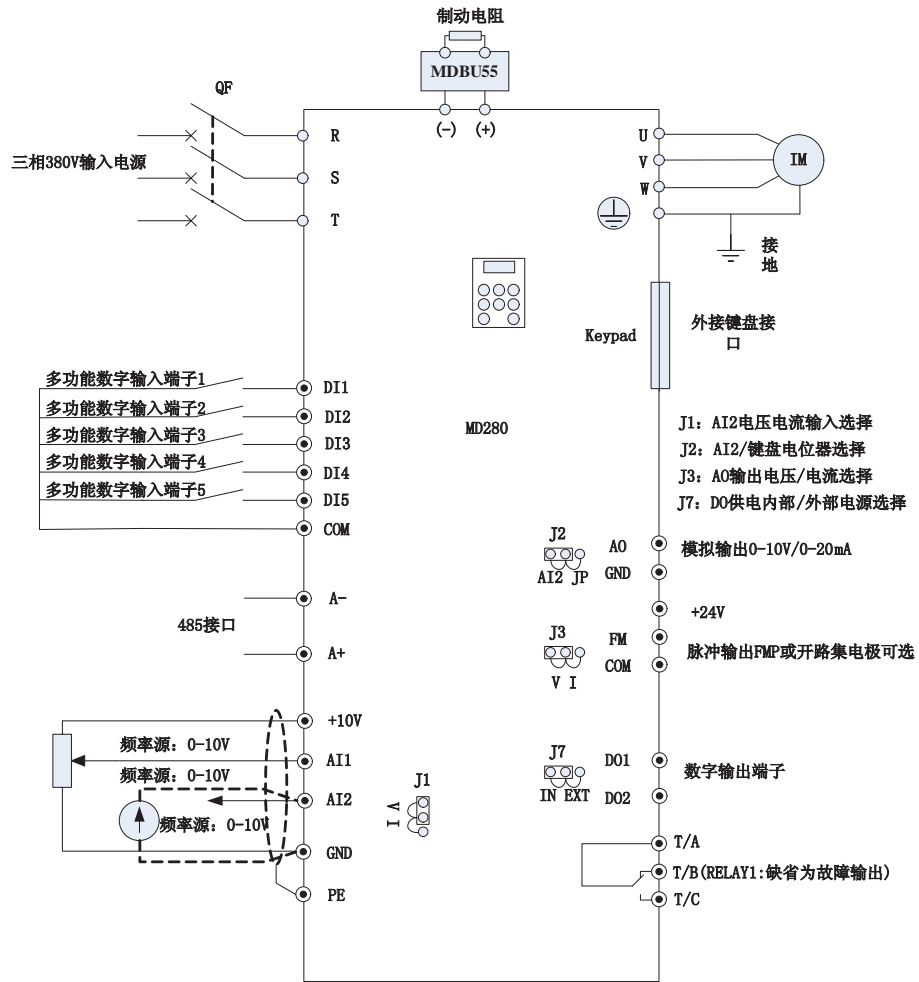 制动电阻
MDBU55
QF
(-) (+)
三相380V输入电源
R
S
T
U
V
W
IM
接地
Keypad
外接键盘接口
多功能数字输入端子1
多功能数字输入端子2
多功能数字输入端子3
多功能数字输入端子4
多功能数字输入端子5
DI1
DI2
DI3
DI4
DI5
COM
MD280
J1: AI2电压电流输入选择
J2: AI2/键盘电位器选择
J3: AO输出电压/电流选择
J7: DO供电内部/外部电源选择
J2
AI2 JP
AO
GND
模拟输出0-10V/0-20mA
+24V
485接口
A-
A+
J3
V I
FM
COM
脉冲输出FMP或开路集电极可选
+10V
频率源: 0-10V
AI1
频率源: 0-10V
AI2
频率源: 0-10V
GND
PE
J1
V I
J7
IN EXT
DO1
DO2
数字输出端子
T/A
T/B(RELAY1:缺省为故障输出)
T/C